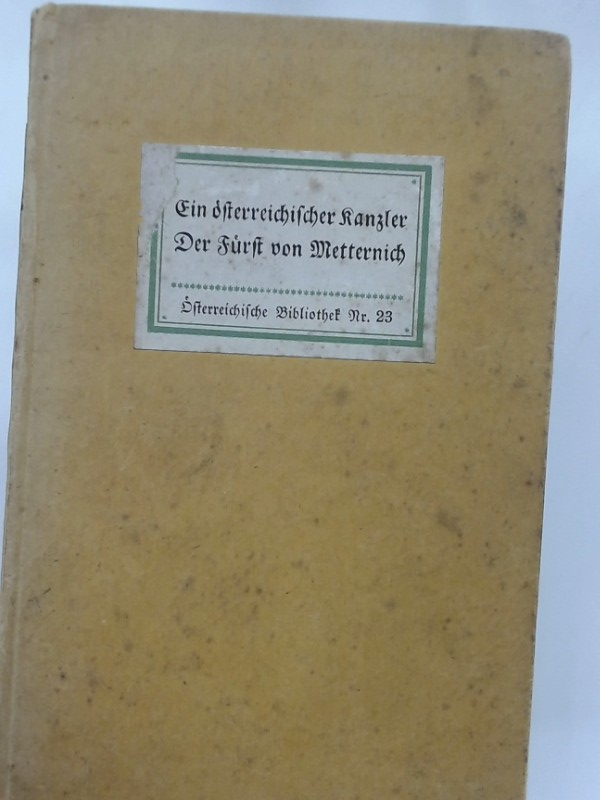 Ein österreichischer Kanzler
Der Fürst von Metternich
Österreichische Bibliothek Nr. 23